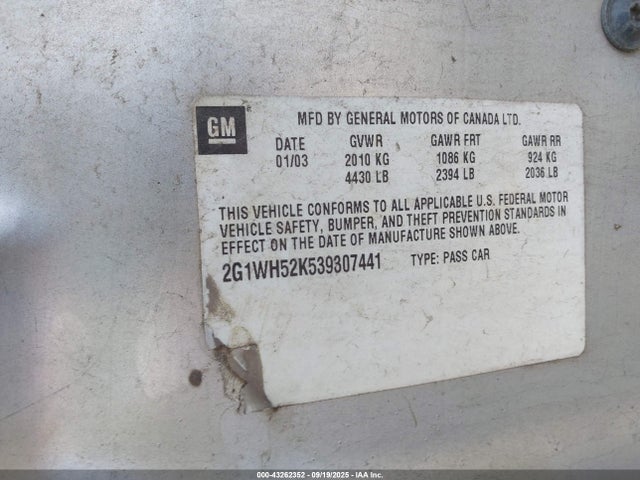 GM
MFD BY GENERAL MOTORS OF CANADA LTD.
DATE GVWR GAWR FRT GAWR RR
01/03 2010 KG 1086 KG 924 KG
4430 LB 2394 LB 2036 LB
THIS VEHICLE CONFORMS TO ALL APPLICABLE U.S. FEDERAL MOTOR
VEHICLE SAFETY, BUMPER, AND THEFT PREVENTION STANDARDS IN
EFFECT ON THE DATE OF MANUFACTURE SHOWN ABOVE.
2G1WH52K539307441 TYPE: PASS CAR
000-43262352 - 09/19/2025 - IAA Inc.